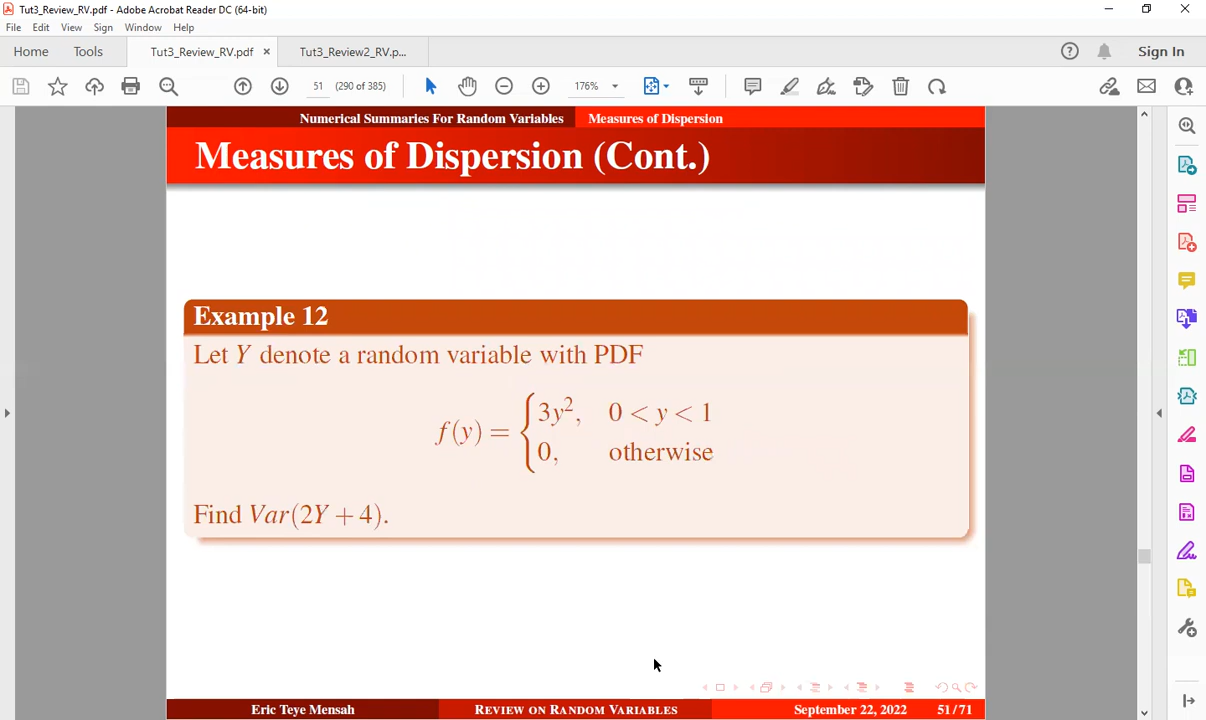 Tut3_Review_RV.pdf - Adobe Acrobat Reader DC (64-bit)
File Edit View Sign Window Help
Home Tools Tut3_Review_RV.pdf × Tut3_Review2_RV.p... Sign In
51 (290 of 385) 176%
Numerical Summaries For Random Variables Measures of Dispersion
Measures of Dispersion (Cont.)
Example 12
Let Y denote a random variable with PDF
f(y) = { 3y², 0 < y < 1
0, otherwise
Find Var(2Y + 4).
Eric Teye Mensah REVIEW ON RANDOM VARIABLES September 22, 2022 51/71